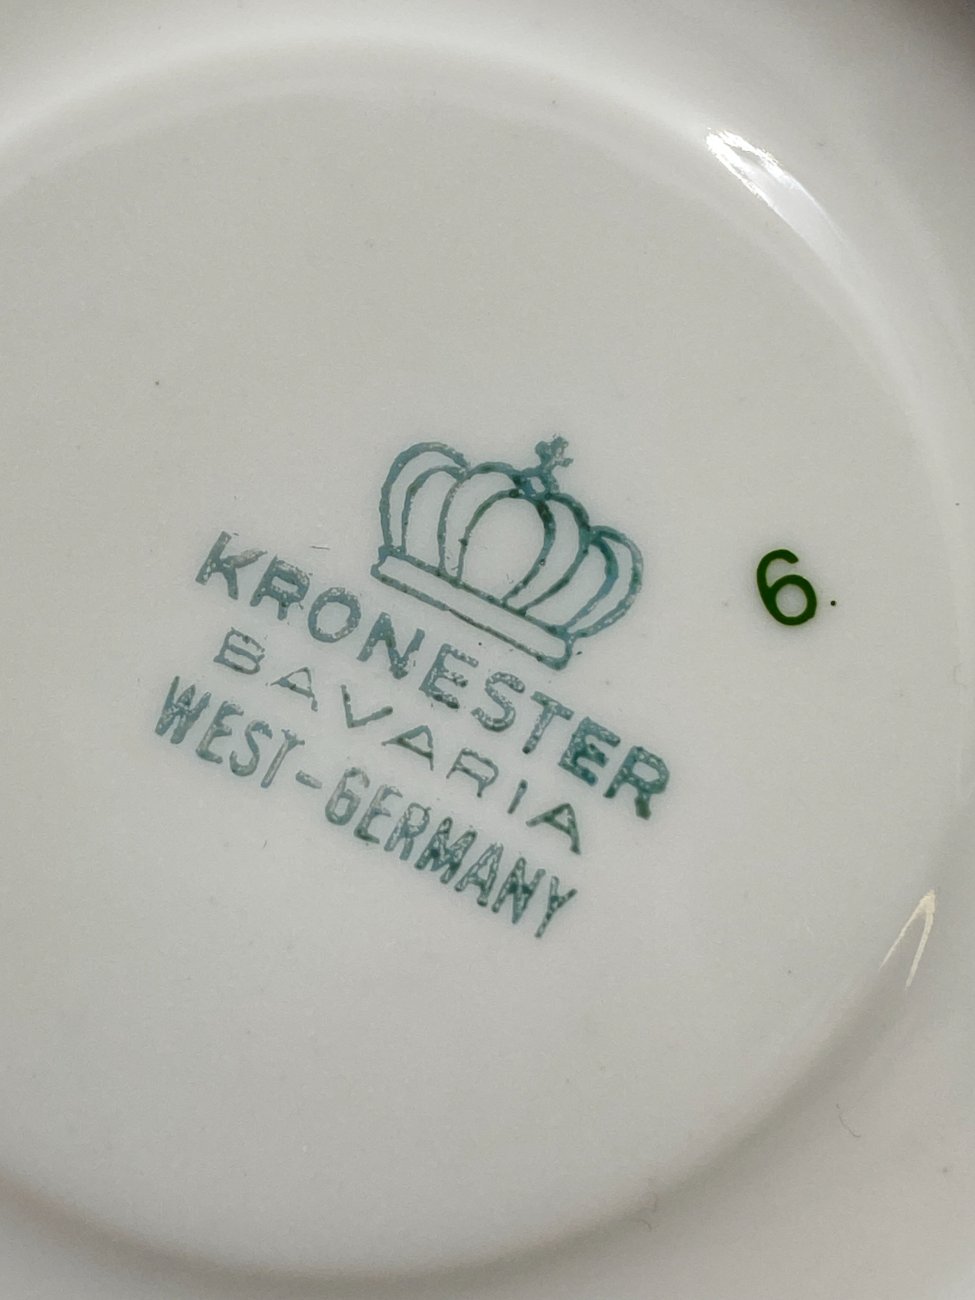 KRONESTER
BAVARIA
WEST-GERMANY
6.